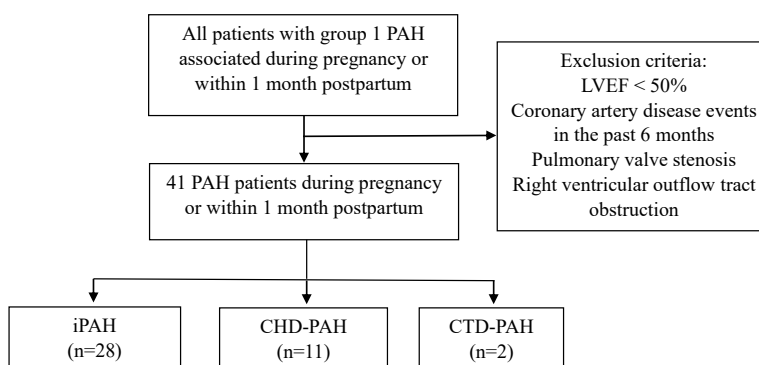 All patients with group 1 PAH
associated during pregnancy or
within 1 month postpartum
Exclusion criteria:
LVEF < 50%
Coronary artery disease events
in the past 6 months
Pulmonary valve stenosis
Right ventricular outflow tract
obstruction
41 PAH patients during pregnancy
or within 1 month postpartum
iPAH
(n=28)
CHD-PAH
(n=11)
CTD-PAH
(n=2)